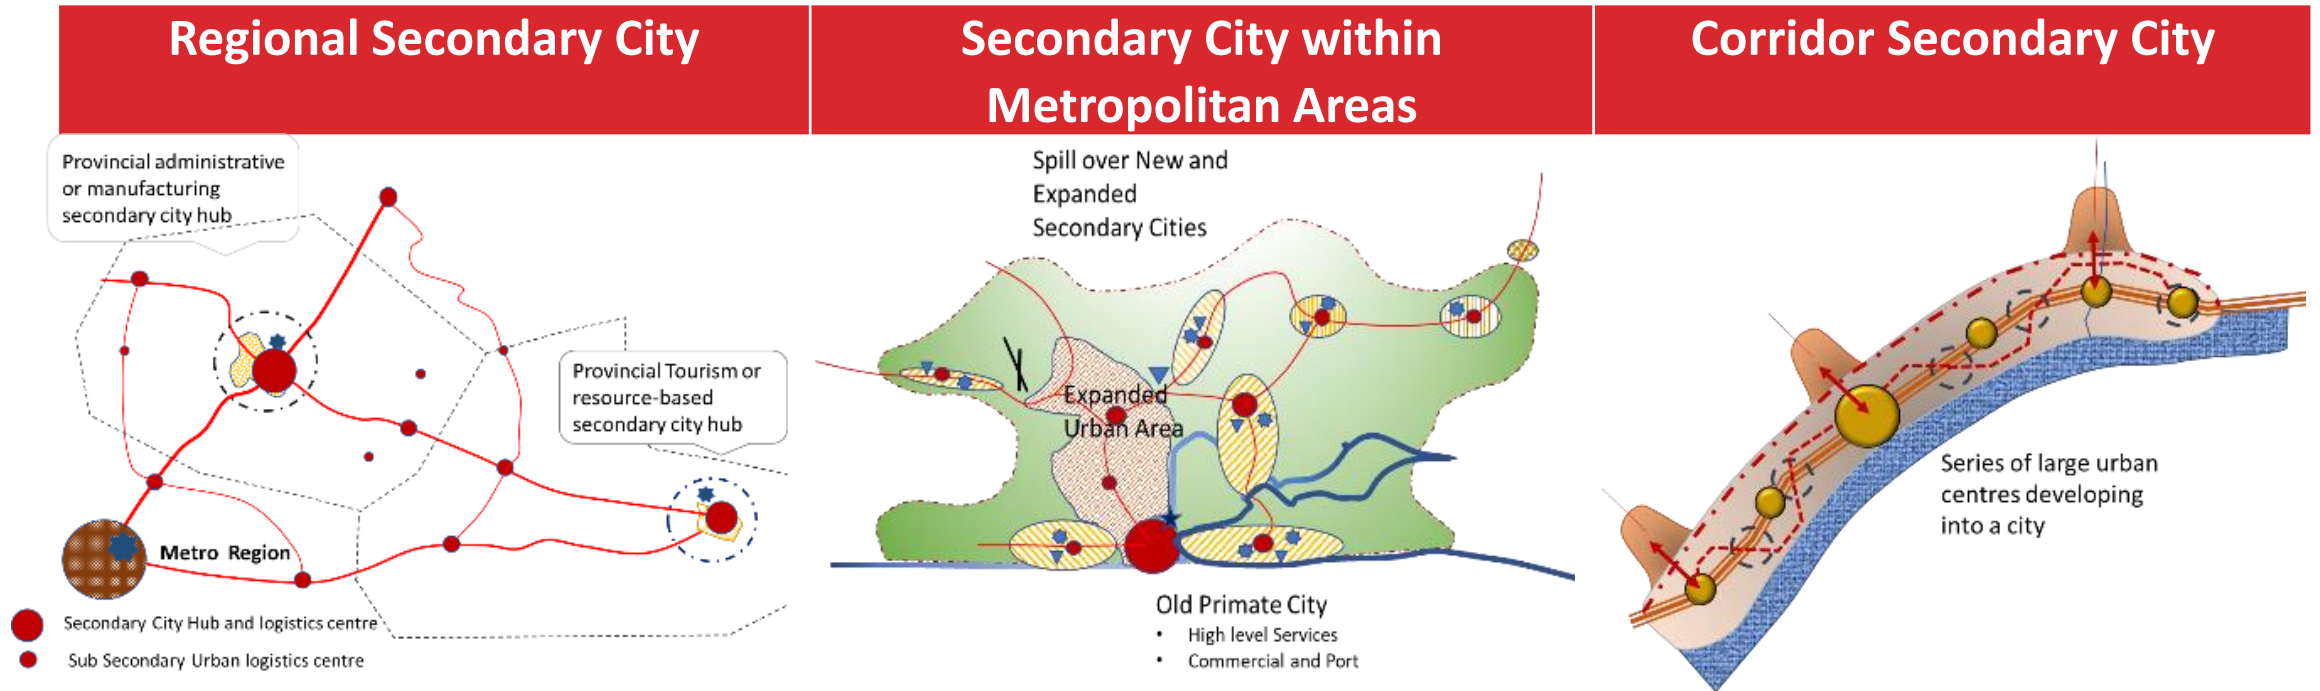 Regional Secondary City
Secondary City within
Metropolitan Areas
Corridor Secondary City
Provincial administrative
or manufacturing
secondary city hub
Provincial Tourism or
resource-based
secondary city hub
Metro Region
Secondary City Hub and logistics centre
Sub Secondary Urban logistics centre
Spill over New and
Expanded
Secondary Cities
Expanded
Urban Area
Old Primate City
• High level Services
• Commercial and Port
Series of large urban
centres developing
into a city